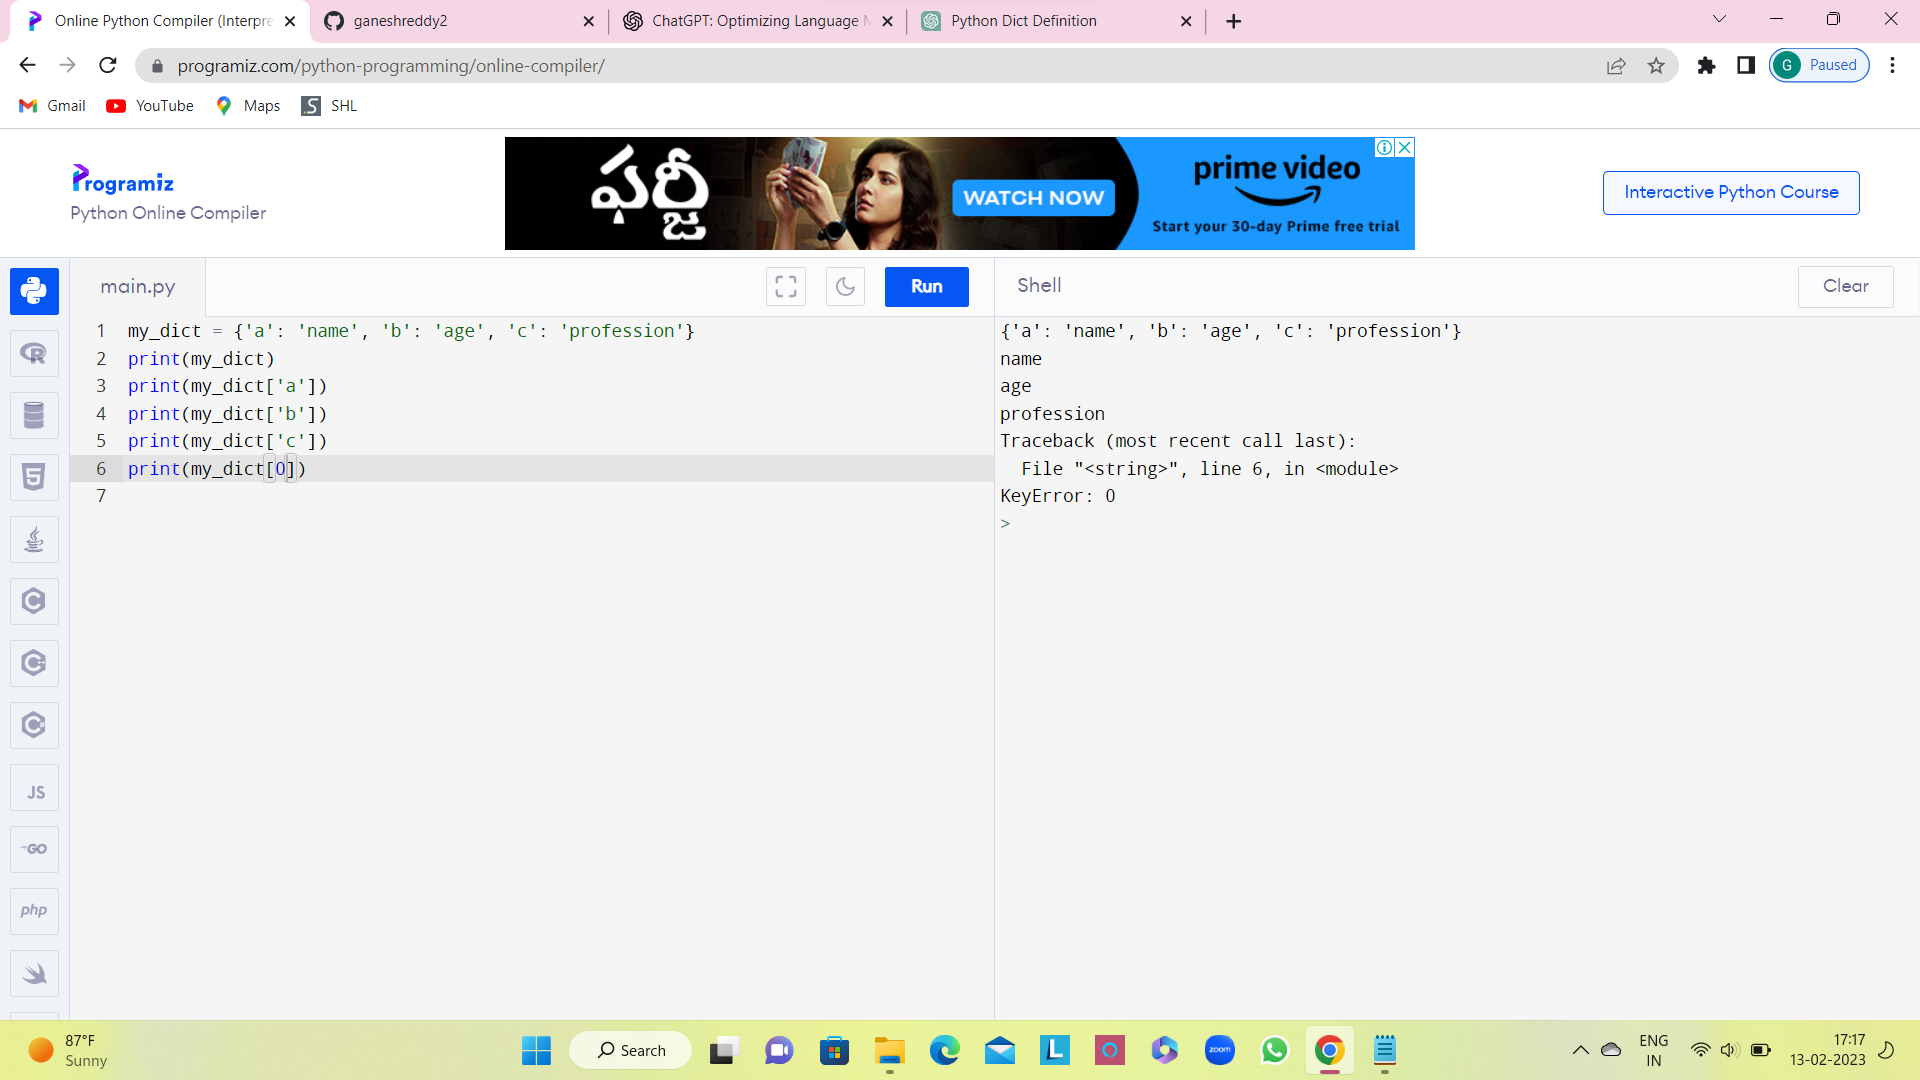 Online Python Compiler (Interpre
ganeshreddy2
ChatGPT: Optimizing Language M
Python Dict Definition
programiz.com/python-programming/online-compiler/
G Paused
Gmail
YouTube
Maps
SHL
Programiz
Python Online Compiler
ఫర్జీ
WATCH NOW
prime video
Start your 30-day Prime free trial
Interactive Python Course
main.py
Run
Shell
Clear
1 my_dict = {'a': 'name', 'b': 'age', 'c': 'profession'}
2 print(my_dict)
3 print(my_dict['a'])
4 print(my_dict['b'])
5 print(my_dict['c'])
6 print(my_dict[0])
7
{'a': 'name', 'b': 'age', 'c': 'profession'}
name
age
profession
Traceback (most recent call last):
  File "<string>", line 6, in <module>
KeyError: 0
>
R
5
C
C++
C#
JS
GO
php
87°F
Sunny
Search
L
zoom
ENG
IN
17:17
13-02-2023